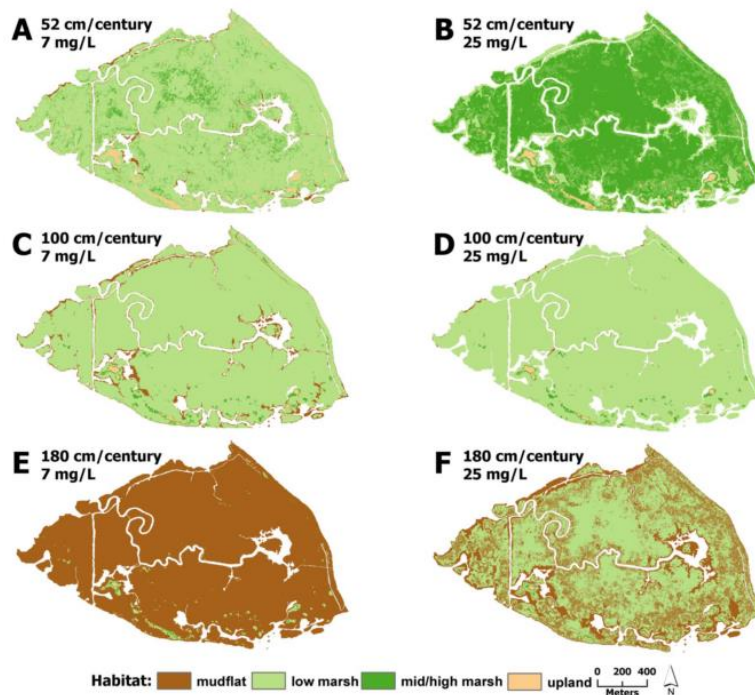 A 52 cm/century
7 mg/L
B 52 cm/century
25 mg/L
C 100 cm/century
7 mg/L
D 100 cm/century
25 mg/L
E 180 cm/century
7 mg/L
F 180 cm/century
25 mg/L
Habitat: mudflat low marsh mid/high marsh upland 0 200 400
Meters N